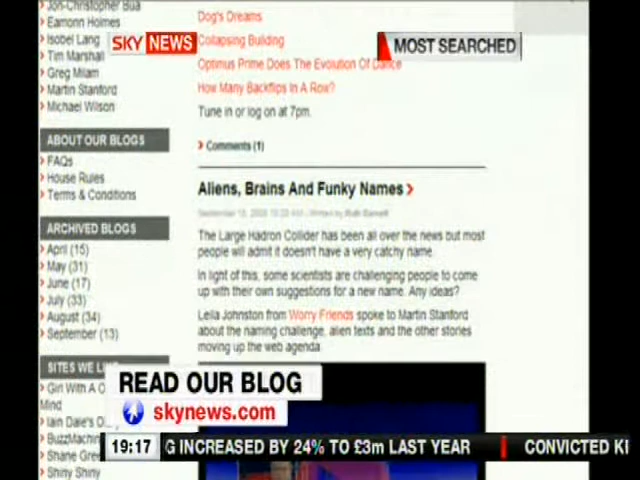 Jon-Christopher Bua
Eamonn Holmes
Isobel Lang
Tim Marshall
Greg Milam
Martin Stanford
Michael Wilson
ABOUT OUR BLOGS
FAQs
House Rules
Terms & Conditions
ARCHIVED BLOGS
April (15)
May (31)
June (17)
July (33)
August (34)
September (13)
SITES WE LI
Girl With A O
Mind
Iain Dale's D
BuzzMachin
Shane Gre
Shiny Shiny
SKY NEWS
MOST SEARCHED
Dog's Dreams
Collapsing Building
Optimus Prime Does The Evolution Of Dance
How Many Backflips In A Row?
Tune in or log on at 7pm.
Comments (1)
Aliens, Brains And Funky Names
The Large Hadron Collider has been all over the news but most
people will admit it doesn't have a very catchy name.
In light of this, some scientists are challenging people to come
up with their own suggestions for a new name. Any ideas?
Leila Johnston from Worry Friends spoke to Martin Stanford
about the naming challenge, alien texts and the other stories
moving up the web agenda
READ OUR BLOG
skynews.com
19:17 G INCREASED BY 24% TO £3m LAST YEAR CONVICTED KI